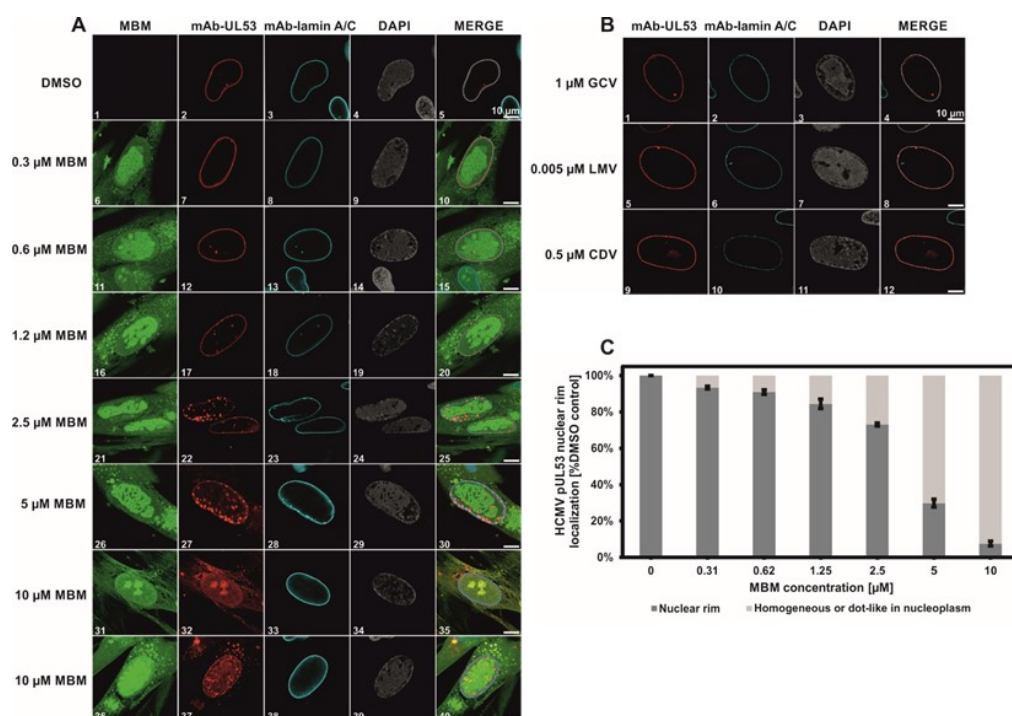 A
MBM mAb-UL53 mAb-lamin A/C DAPI MERGE
DMSO
1 2 3 4 5 10 µm
0.3 µM MBM
6 7 8 9 10
0.6 µM MBM
11 12 13 14 15
1.2 µM MBM
16 17 18 19 20
2.5 µM MBM
21 22 23 24 25
5 µM MBM
26 27 28 29 30
10 µM MBM
31 32 33 34 35
10 µM MBM
36 37 38 39 40
B
mAb-UL53 mAb-lamin A/C DAPI MERGE
1 µM GCV
1 2 3 4 10 µm
0.005 µM LMV
5 6 7 8
0.5 µM CDV
9 10 11 12
C
HCMV pUL53 nuclear rim
localization [%DMSO control]
100%
80%
60%
40%
20%
0%
0 0.31 0.62 1.25 2.5 5 10
MBM concentration [µM]
Nuclear rim Homogeneous or dot-like in nucleoplasm